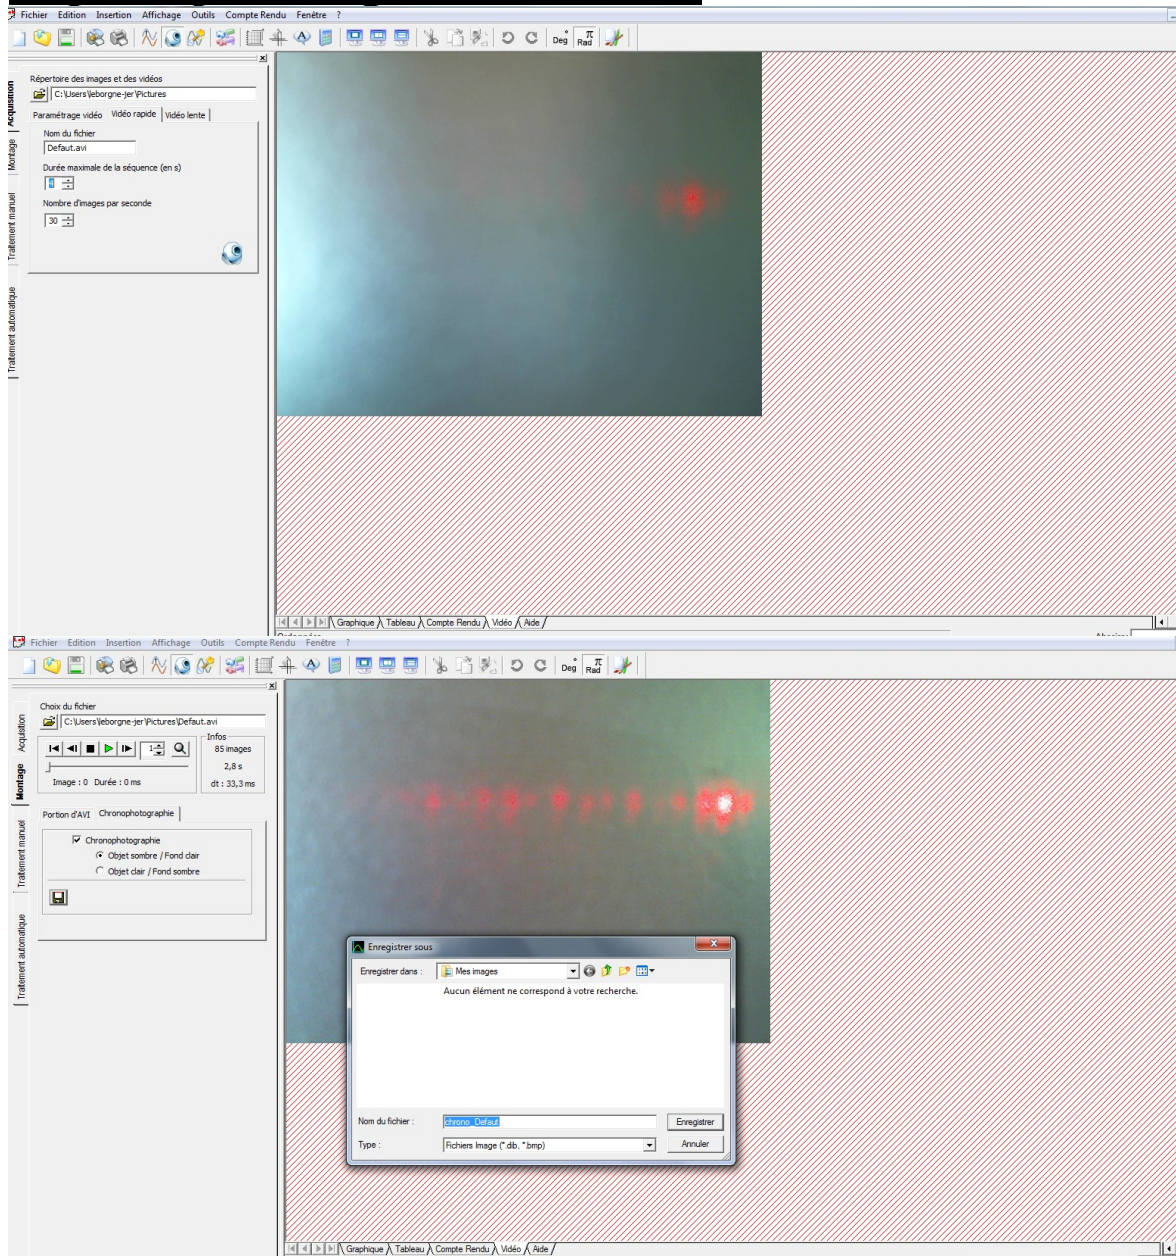 Fichier Edition Insertion Affichage Outils Compte Rendu Fenêtre ?
Deg π Rad
Répertoire des images et des vidéos
C:\Users\leborgne-jer\Pictures
Acquisition
Montage
Traitement manuel
Traitement automatique
Paramétrage vidéo Vidéo rapide Vidéo lente
Nom du fichier
Defaut.avi
Durée maximale de la séquence (en s)
Nombre d'images par seconde
30
Graphique Tableau Compte Rendu Vidéo Aide
Fichier Edition Insertion Affichage Outils Compte Rendu Fenêtre ?
Deg π Rad
Choix du fichier
C:\Users\leborgne-jer\Pictures\Defaut.avi
Acquisition
Montage
Traitement manuel
Traitement automatique
1
Infos
85 images
2,8 s
dt : 33,3 ms
Image : 0 Durée : 0 ms
Portion d'AVI Chronophotographie
Chronophotographie
Objet sombre / Fond clair
Objet clair / Fond sombre
Enregistrer sous
Enregistrer dans : Mes images
Aucun élément ne correspond à votre recherche.
Nom du fichier : chrono_Defaut Enregistrer
Type : Fichiers Image (*.dib, *.bmp) Annuler
Graphique Tableau Compte Rendu Vidéo Aide